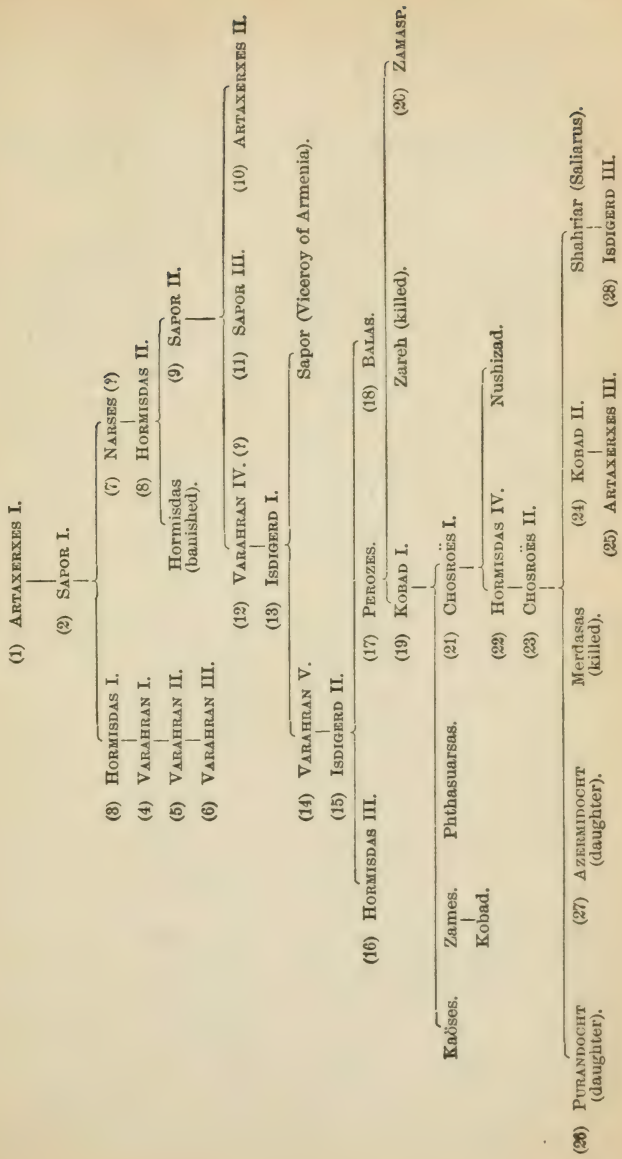 (1) ARTAXERXES I.
(2) SAPOR I.
(3) HORMISDAS I. (7) NARSES (?)
(4) VARAHRAN I. (8) HORMISDAS II.
(5) VARAHRAN II.
(6) VARAHRAN III.
Hormisdas (9) SAPOR II.
(banished).
(12) VARAHRAN IV. (?) (11) SAPOR III. (10) ARTAXERXES II.
(13) ISDIGERD I.
(14) VARAHRAN V. Sapor (Viceroy of Armenia).
(15) ISDIGERD II.
(16) HORMISDAS III. (17) PEROZES. (18) BALAS.
(19) KOBAD I. Zareh (killed). (20) ZAMASP.
Kaöses. Zames. Phthasuarsas. (21) CHOSROËS I.
Kobad.
(22) HORMISDAS IV. Nushizad.
(23) CHOSROËS II.
(26) PURANDOCHT (27) AZERMIDOCHT Merdasas (24) KOBAD II. Shahriar (Saliarus).
(daughter). (daughter). (killed).
(25) ARTAXERXES III. (28) ISDIGERD III.